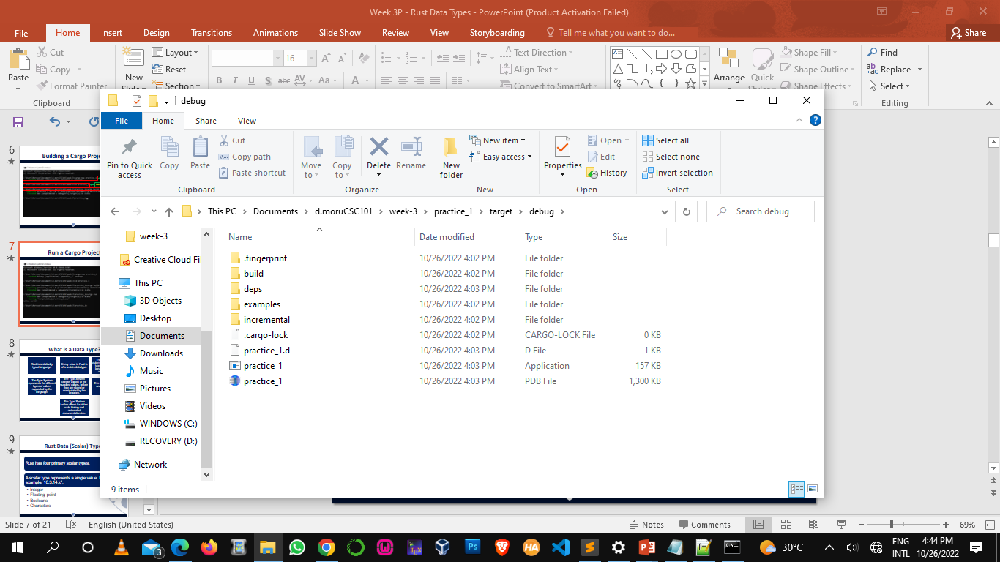 Week 3P - Rust Data Types - PowerPoint (Product Activation Failed)
File Home Insert Design Transitions Animations Slide Show Review View Storyboarding Tell me what you want to do... Share
Paste
Cut
Copy
Format Painter
Clipboard
New
Slide
Layout
Reset
Section
16
B I U S abc AV Aa A
Text Direction
Align Text
Convert to SmartArt
Arrange
Quick
Styles
Shape Fill
Shape Outline
Shape Effects
Find
Replace
Select
Editing
debug
File Home Share View
Pin to Quick
access
Copy
Paste
Cut
Copy path
Paste shortcut
Clipboard
Move
to
Copy
to
Delete
Rename
Organize
New
folder
New item
Easy access
New
Properties
Open
Edit
History
Open
Select all
Select none
Invert selection
Select
This PC > Documents > d.moruCSC101 > week-3 > practice_1 > target > debug >
Search debug
week-3
Creative Cloud Fi
This PC
3D Objects
Desktop
Documents
Downloads
Music
Pictures
Videos
WINDOWS (C:)
RECOVERY (D:)
Network
Name Date modified Type Size
.fingerprint 10/26/2022 4:02 PM File folder
build 10/26/2022 4:02 PM File folder
deps 10/26/2022 4:03 PM File folder
examples 10/26/2022 4:02 PM File folder
incremental 10/26/2022 4:02 PM File folder
.cargo-lock 10/26/2022 4:02 PM CARGO-LOCK File 0 KB
practice_1.d 10/26/2022 4:03 PM D File 1 KB
practice_1 10/26/2022 4:03 PM Application 157 KB
practice_1 10/26/2022 4:03 PM PDB File 1,300 KB
9 items
6
Building a Cargo Proje
7
Run a Cargo Project
8
What is a Data Type?
Rust is a statically
typed language.
Every value in Rust is
of a certain data type.
The Type System
represents the different
types of values
supported by the
language.
The Type System
checks validity of the
supplied values, before
they are stored or
manipulated by the
program.
The Type System
further allows for richer
code hinting and
automated
documentation too.
9
Rust Data (Scalar) Type
Rust has four primary scalar types.
A scalar type represents a single value.
example, 10,3.14,'c'.
• Integer
• Floating-point
• Booleans
• Characters
Slide 7 of 21 English (United States) Notes Comments 69%
3
Ps
HA
30°C
ENG
INTL
4:44 PM
10/26/2022